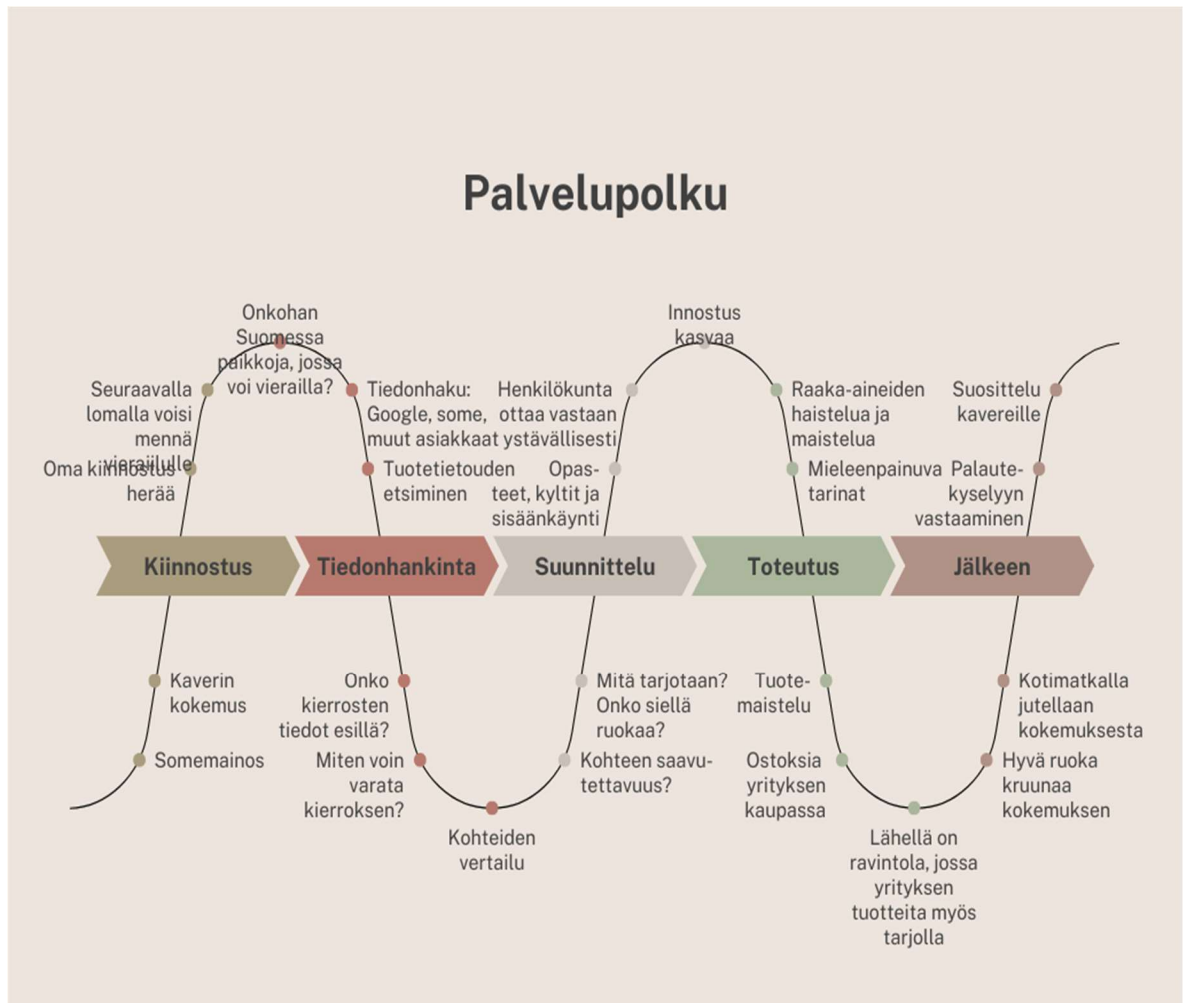 Palvelupolku
Onkohan
Suomessa
paikkoja, jossa
voi vierailla?
Innostus
kasvaa
Seuraavalla
lomalla voisi
mennä
vierailulle
Oma kiinnostus
herää
Tiedonhaku:
Google, some,
muut asiakkaat
Tuotetietouden
etsiminen
Henkilökunta
ottaa vastaan
ystävällisesti
Opas-
teet, kyltit ja
sisäänkäynti
Raaka-aineiden
haistelua ja
maistelua
Mieleenpainuva
tarinat
Suosittelu
kavereille
Palaute-
kyselyyn
vastaaminen
Kiinnostus
Tiedonhankinta
Suunnittelu
Toteutus
Jälkeen
Kaverin
kokemus
Somemainos
Onko
kierrosten
tiedot esillä?
Miten voin
varata
kierroksen?
Kohteiden
vertailu
Mitä tarjotaan?
Onko siellä
ruokaa?
Kohteen saavu-
tettavuus?
Tuote-
maistelu
Ostoksia
yrityksen
kaupassa
Lähellä on
ravintola, jossa
yrityksen
tuotteita myös
tarjolla
Kotimatkalla
jutellaan
kokemuksesta
Hyvä ruoka
kruunaa
kokemuksen